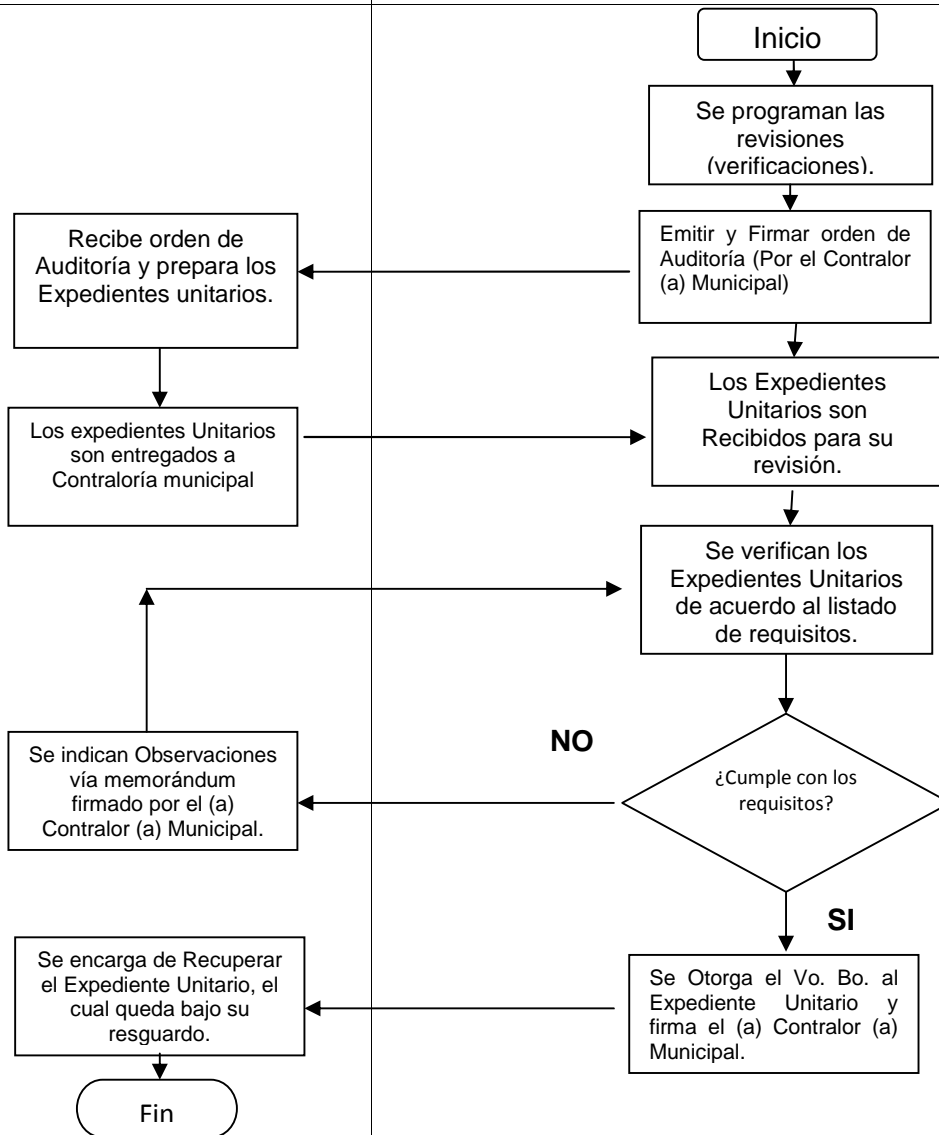 Inicio
Se programan las
revisiones
(verificaciones).
Emitir y Firmar orden de
Auditoría (Por el Contralor
(a) Municipal)
Recibe orden de
Auditoría y prepara los
Expedientes unitarios.
Los expedientes Unitarios
son entregados a
Contraloría municipal
Los Expedientes
Unitarios son
Recibidos para su
revisión.
Se verifican los
Expedientes Unitarios
de acuerdo al listado
de requisitos.
¿Cumple con los
requisitos?
NO
Se indican Observaciones
vía memorándum
firmado por el (a)
Contralor (a) Municipal.
SI
Se Otorga el Vo. Bo. al
Expediente Unitario y
firma el (a) Contralor (a)
Municipal.
Se encarga de Recuperar
el Expediente Unitario, el
cual queda bajo su
resguardo.
Fin